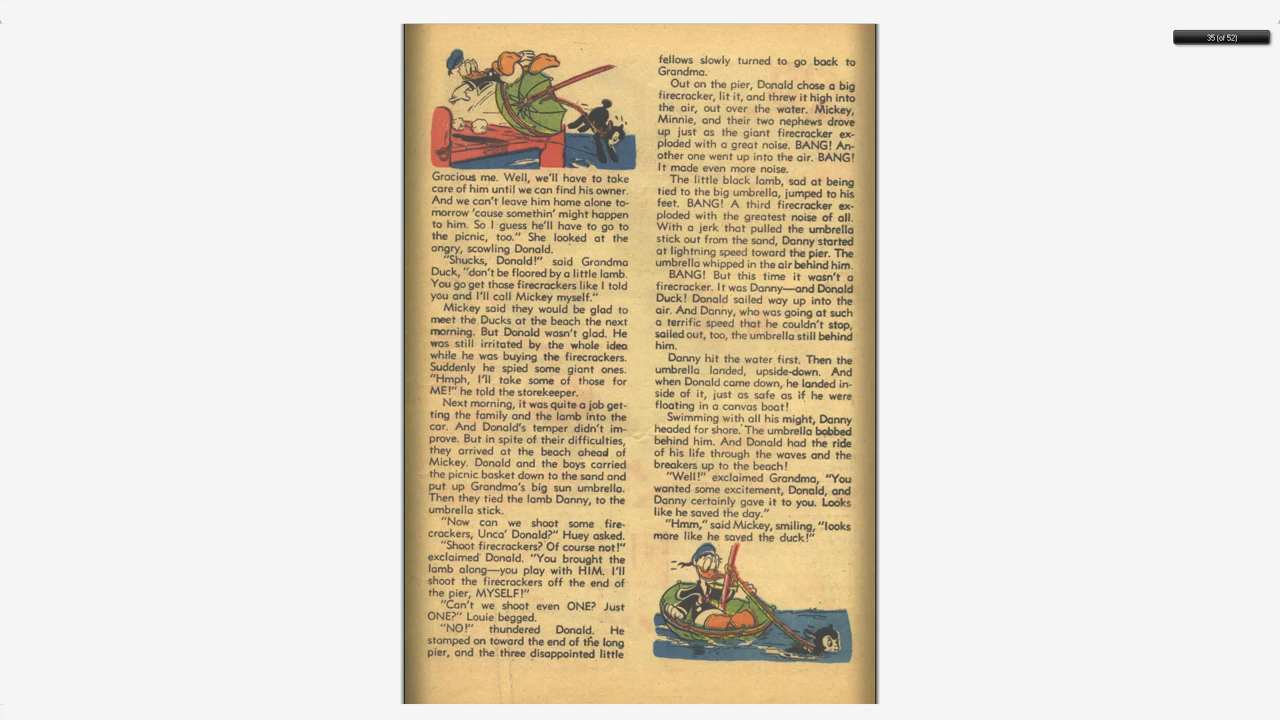 35 (of 52)
Gracious me. Well, we'll have to take
care of him until we can find his owner.
And we can't leave him home alone to-
morrow 'cause somethin' might happen
to him. So I guess he'll have to go to
the picnic, too." She looked at the
angry, scowling Donald.
"Shucks, Donald!" said Grandma
Duck, "don't be floored by a little lamb.
You go get those firecrackers like I told
you and I'll call Mickey myself."
Mickey said they would be glad to
meet the Ducks at the beach the next
morning. But Donald wasn't glad. He
was still irritated by the whole idea
while he was buying the firecrackers.
Suddenly he spied some giant ones.
"Hmph, I'll take some of those for
ME!" he told the storekeeper.
Next morning, it was quite a job get-
ting the family and the lamb into the
car. And Donald's temper didn't im-
prove. But in spite of their difficulties,
they arrived at the beach ahead of
Mickey. Donald and the boys carried
the picnic basket down to the sand and
put up Grandma's big sun umbrella.
Then they tied the lamb Danny, to the
umbrella stick.
"Now can we shoot some fire-
crackers, Unca' Donald?" Huey asked.
"Shoot firecrackers? Of course not!"
exclaimed Donald. "You brought the
lamb along—you play with HIM. I'll
shoot the firecrackers off the end of
the pier, MYSELF!"
"Can't we shoot even ONE? Just
ONE?" Louie begged.
"NO!" thundered Donald. He
stamped on toward the end of the long
pier, and the three disappointed little
fellows slowly turned to go back to
Grandma.
Out on the pier, Donald chose a big
firecracker, lit it, and threw it high into
the air, out over the water. Mickey,
Minnie, and their two nephews drove
up just as the giant firecracker ex-
ploded with a great noise. BANG! An-
other one went up into the air. BANG!
It made even more noise.
The little black lamb, sad at being
tied to the big umbrella, jumped to his
feet. BANG! A third firecracker ex-
ploded with the greatest noise of all.
With a jerk that pulled the umbrella
stick out from the sand, Danny started
at lightning speed toward the pier. The
umbrella whipped in the air behind him.
BANG! But this time it wasn't a
firecracker. It was Danny—and Donald
Duck! Donald sailed way up into the
air. And Danny, who was going at such
a terrific speed that he couldn't stop,
sailed out, too, the umbrella still behind
him.
Danny hit the water first. Then the
umbrella landed, upside-down. And
when Donald came down, he landed in-
side of it, just as safe as if he were
floating in a canvas boat!
Swimming with all his might, Danny
headed for shore. The umbrella bobbed
behind him. And Donald had the ride
of his life through the waves and the
breakers up to the beach!
"Well!" exclaimed Grandma, "You
wanted some excitement, Donald, and
Danny certainly gave it to you. Looks
like he saved the day."
"Hmm," said Mickey, smiling, "looks
more like he saved the duck!"